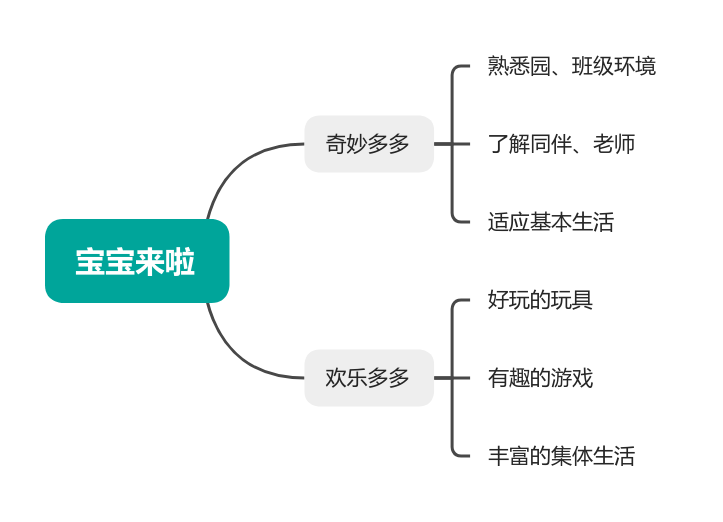 宝宝来啦
奇妙多多
熟悉园、班级环境
了解同伴、老师
适应基本生活
欢乐多多
好玩的玩具
有趣的游戏
丰富的集体生活